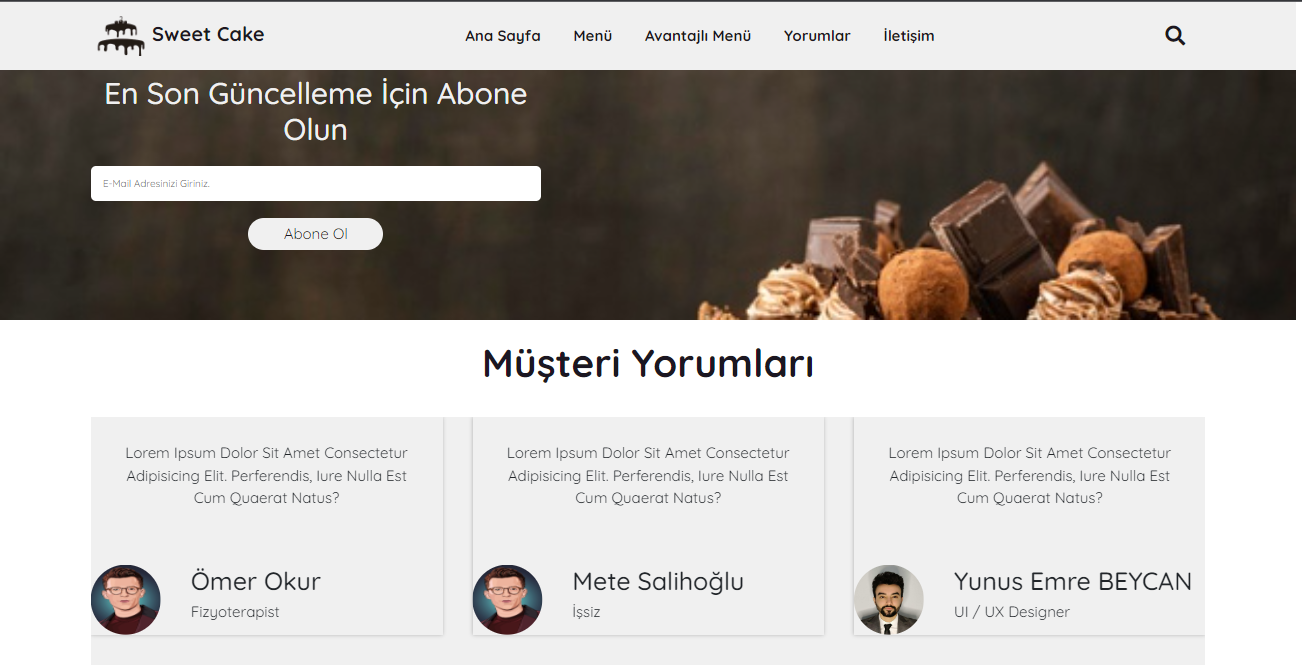 Sweet Cake
Ana Sayfa
Menü
Avantajlı Menü
Yorumlar
İletişim
En Son Güncelleme İçin Abone
Olun
E-Mail Adresinizi Giriniz.
Abone Ol
Müşteri Yorumları
Lorem Ipsum Dolor Sit Amet Consectetur
Adipisicing Elit. Perferendis, Iure Nulla Est
Cum Quaerat Natus?
Ömer Okur
Fizyoterapist
Lorem Ipsum Dolor Sit Amet Consectetur
Adipisicing Elit. Perferendis, Iure Nulla Est
Cum Quaerat Natus?
Mete Salihoğlu
İşsiz
Lorem Ipsum Dolor Sit Amet Consectetur
Adipisicing Elit. Perferendis, Iure Nulla Est
Cum Quaerat Natus?
Yunus Emre BEYCAN
UI / UX Designer